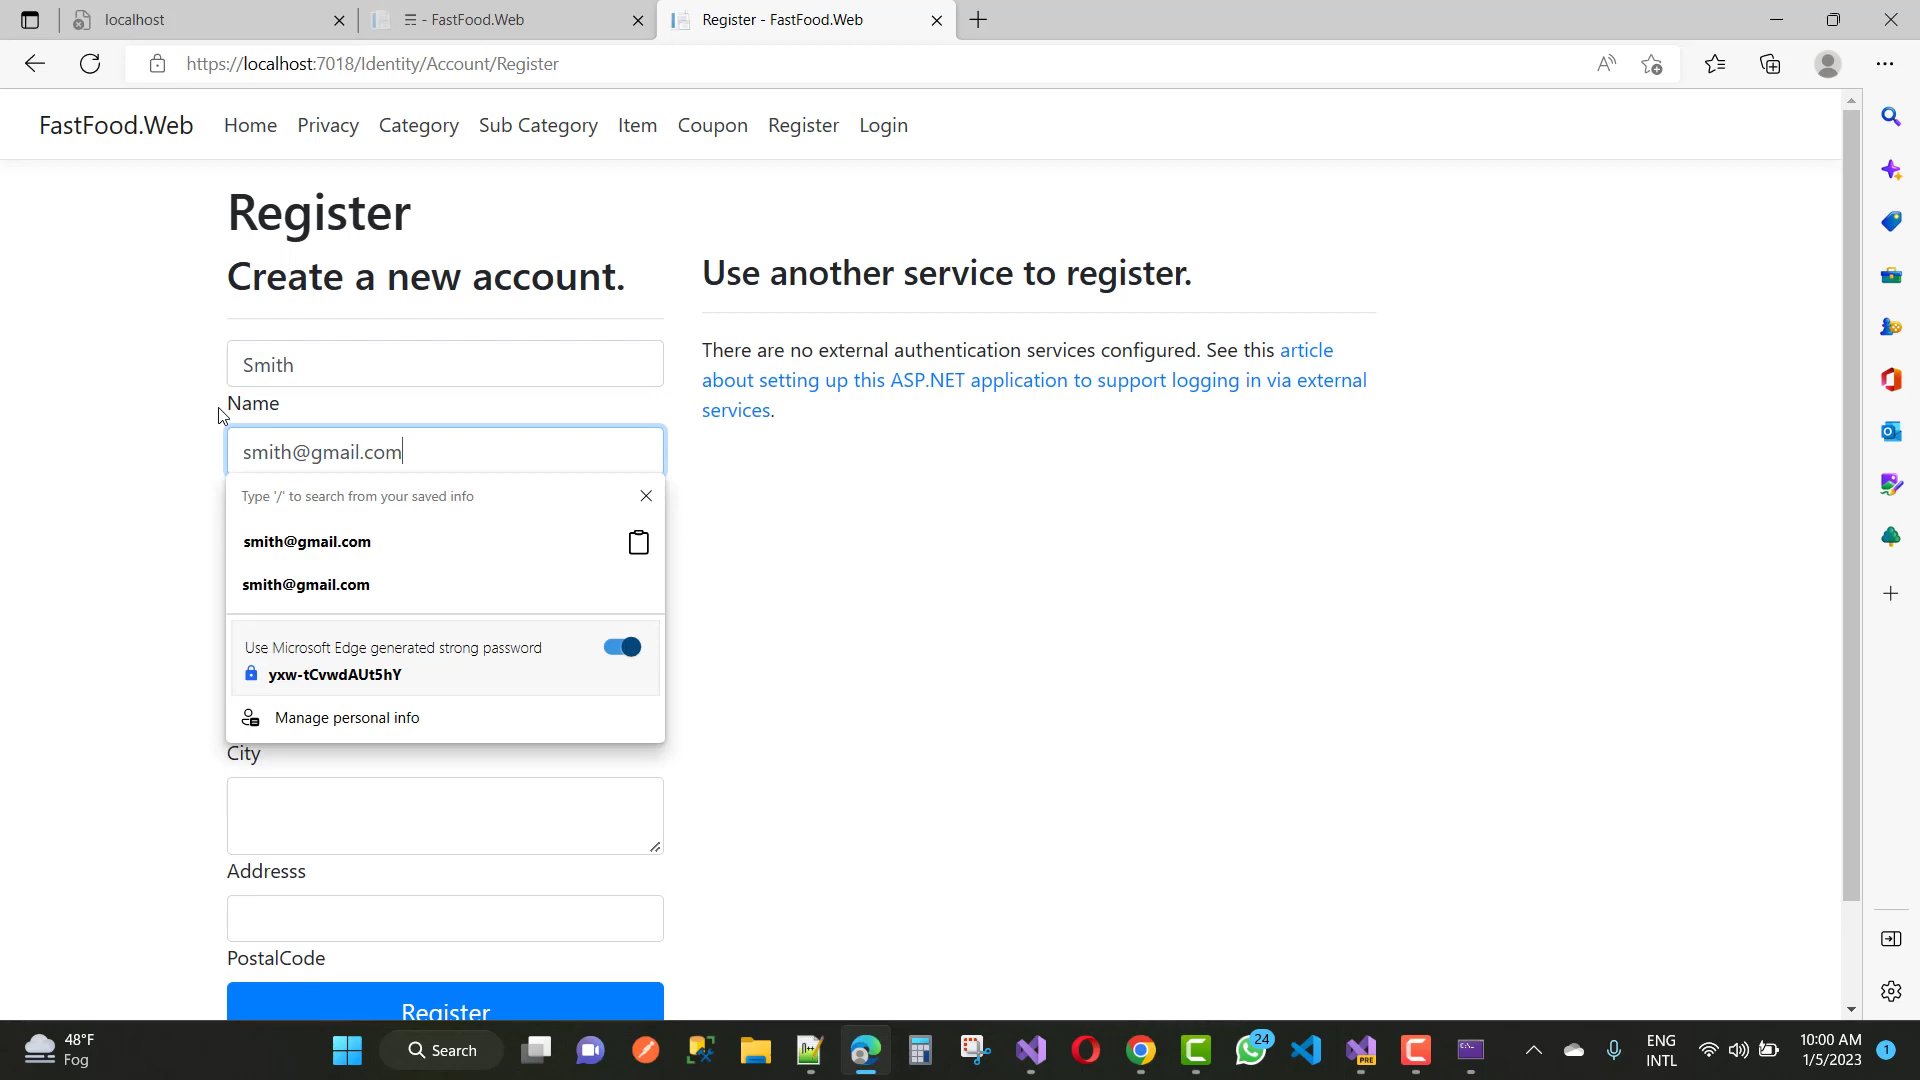 localhost
☰ - FastFood.Web
Register - FastFood.Web
https://localhost:7018/Identity/Account/Register
FastFood.Web Home Privacy Category Sub Category Item Coupon Register Login
Register
Create a new account.
Smith
Name
smith@gmail.com
Type '/' to search from your saved info
smith@gmail.com
smith@gmail.com
Use Microsoft Edge generated strong password
yxw-tCvwdAUt5hY
Manage personal info
City
Addresss
PostalCode
Register
Use another service to register.
There are no external authentication services configured. See this article
about setting up this ASP.NET application to support logging in via external
services.
48°F
Fog
Search
24
PRE
ENG
INTL
10:00 AM
1/5/2023
1